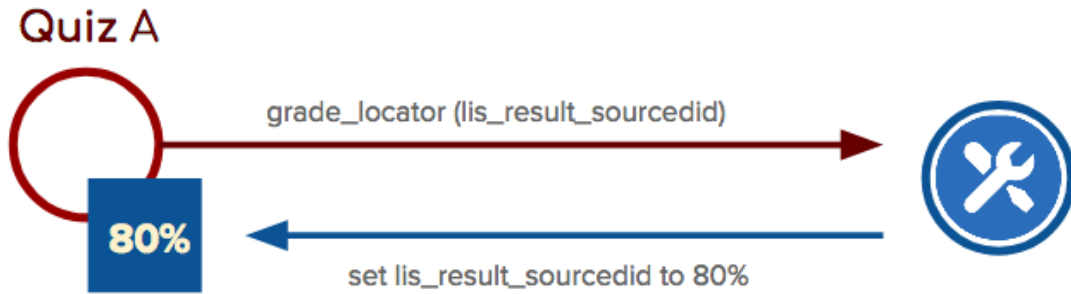 Quiz A
grade_locator (lis_result_sourcedid)
80%
set lis_result_sourcedid to 80%